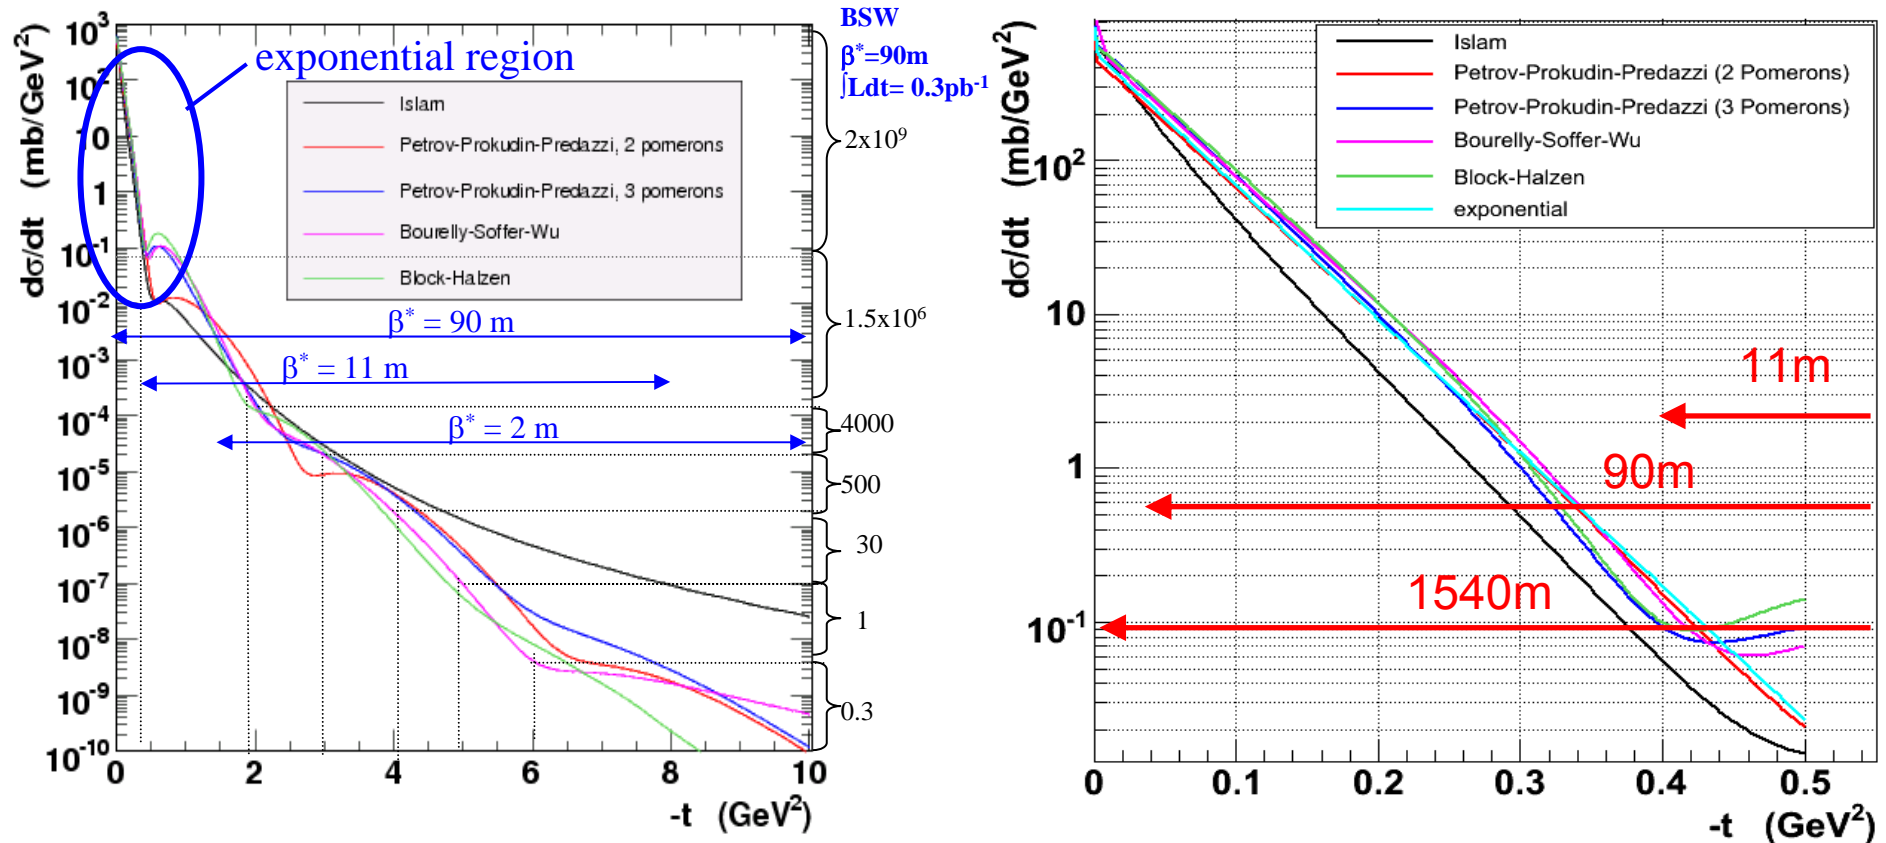 dσ/dt (mb/GeV²)
10³
10²
10
1
10⁻¹
10⁻²
10⁻³
10⁻⁴
10⁻⁵
10⁻⁶
10⁻⁷
10⁻⁸
10⁻⁹
10⁻¹⁰
exponential region
Islam
Petrov-Prokudin-Predazzi, 2 pomerons
Petrov-Prokudin-Predazzi, 3 pomerons
Bourelly-Soffer-Wu
Block-Halzen
β* = 90 m
β* = 11 m
β* = 2 m
0 2 4 6 8 10
-t (GeV²)
BSW
β*=90m
∫Ldt= 0.3pb⁻¹
2x10⁹
1.5x10⁶
4000
500
30
1
0.3
dσ/dt (mb/GeV²)
10²
10
1
10⁻¹
Islam
Petrov-Prokudin-Predazzi (2 Pomerons)
Petrov-Prokudin-Predazzi (3 Pomerons)
Bourelly-Soffer-Wu
Block-Halzen
exponential
11m
90m
1540m
0 0.1 0.2 0.3 0.4 0.5
-t (GeV²)